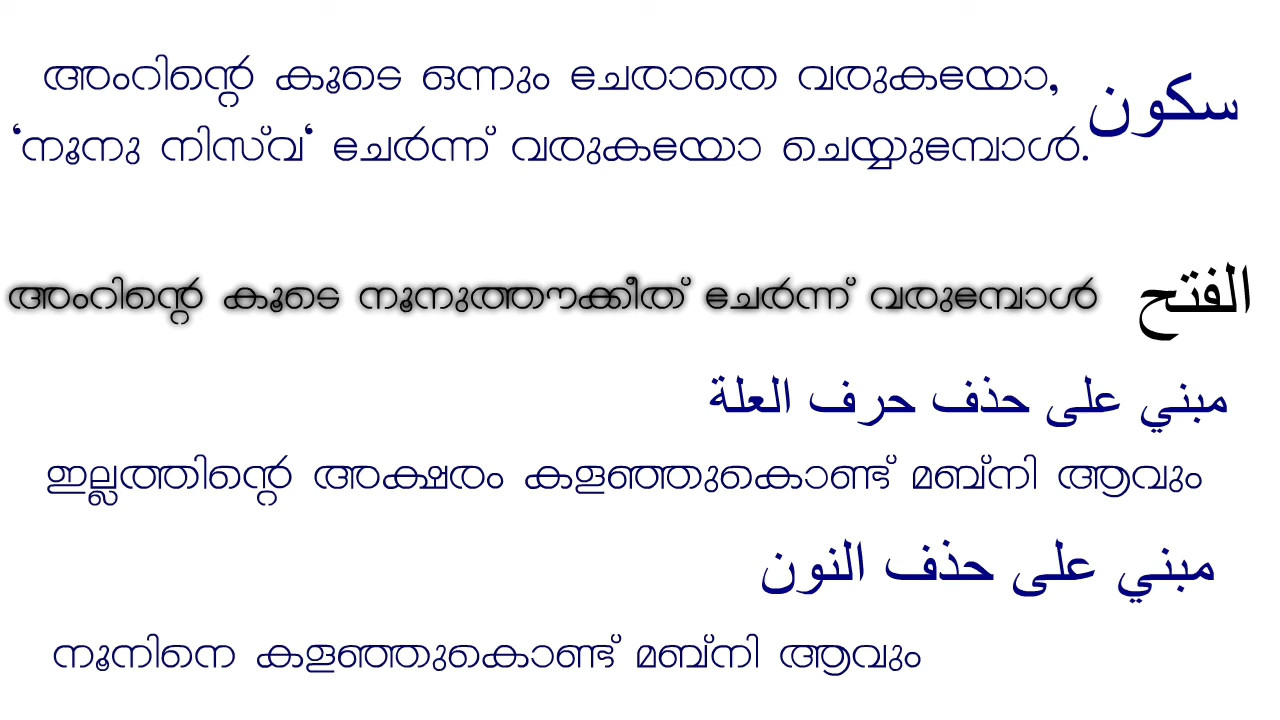 അംറിന്റെ കൂടെ ഒന്നും ചേരാതെ വരുകയോ,
‘നൂനു നിസ്‌വ‘ ചേർന്ന് വരുകയോ ചെയ്യുമ്പോൾ.
سكون
അംറിന്റെ കൂടെ നൂനുത്തൗക്കീത് ചേർന്ന് വരുമ്പോൾ الفتح
مبني على حذف حرف العلة
ഇല്ലത്തിന്റെ അക്ഷരം കളഞ്ഞുകൊണ്ട് മബ്നി ആവും
مبني على حذف النون
നൂനിനെ കളഞ്ഞുകൊണ്ട് മബ്നി ആവും